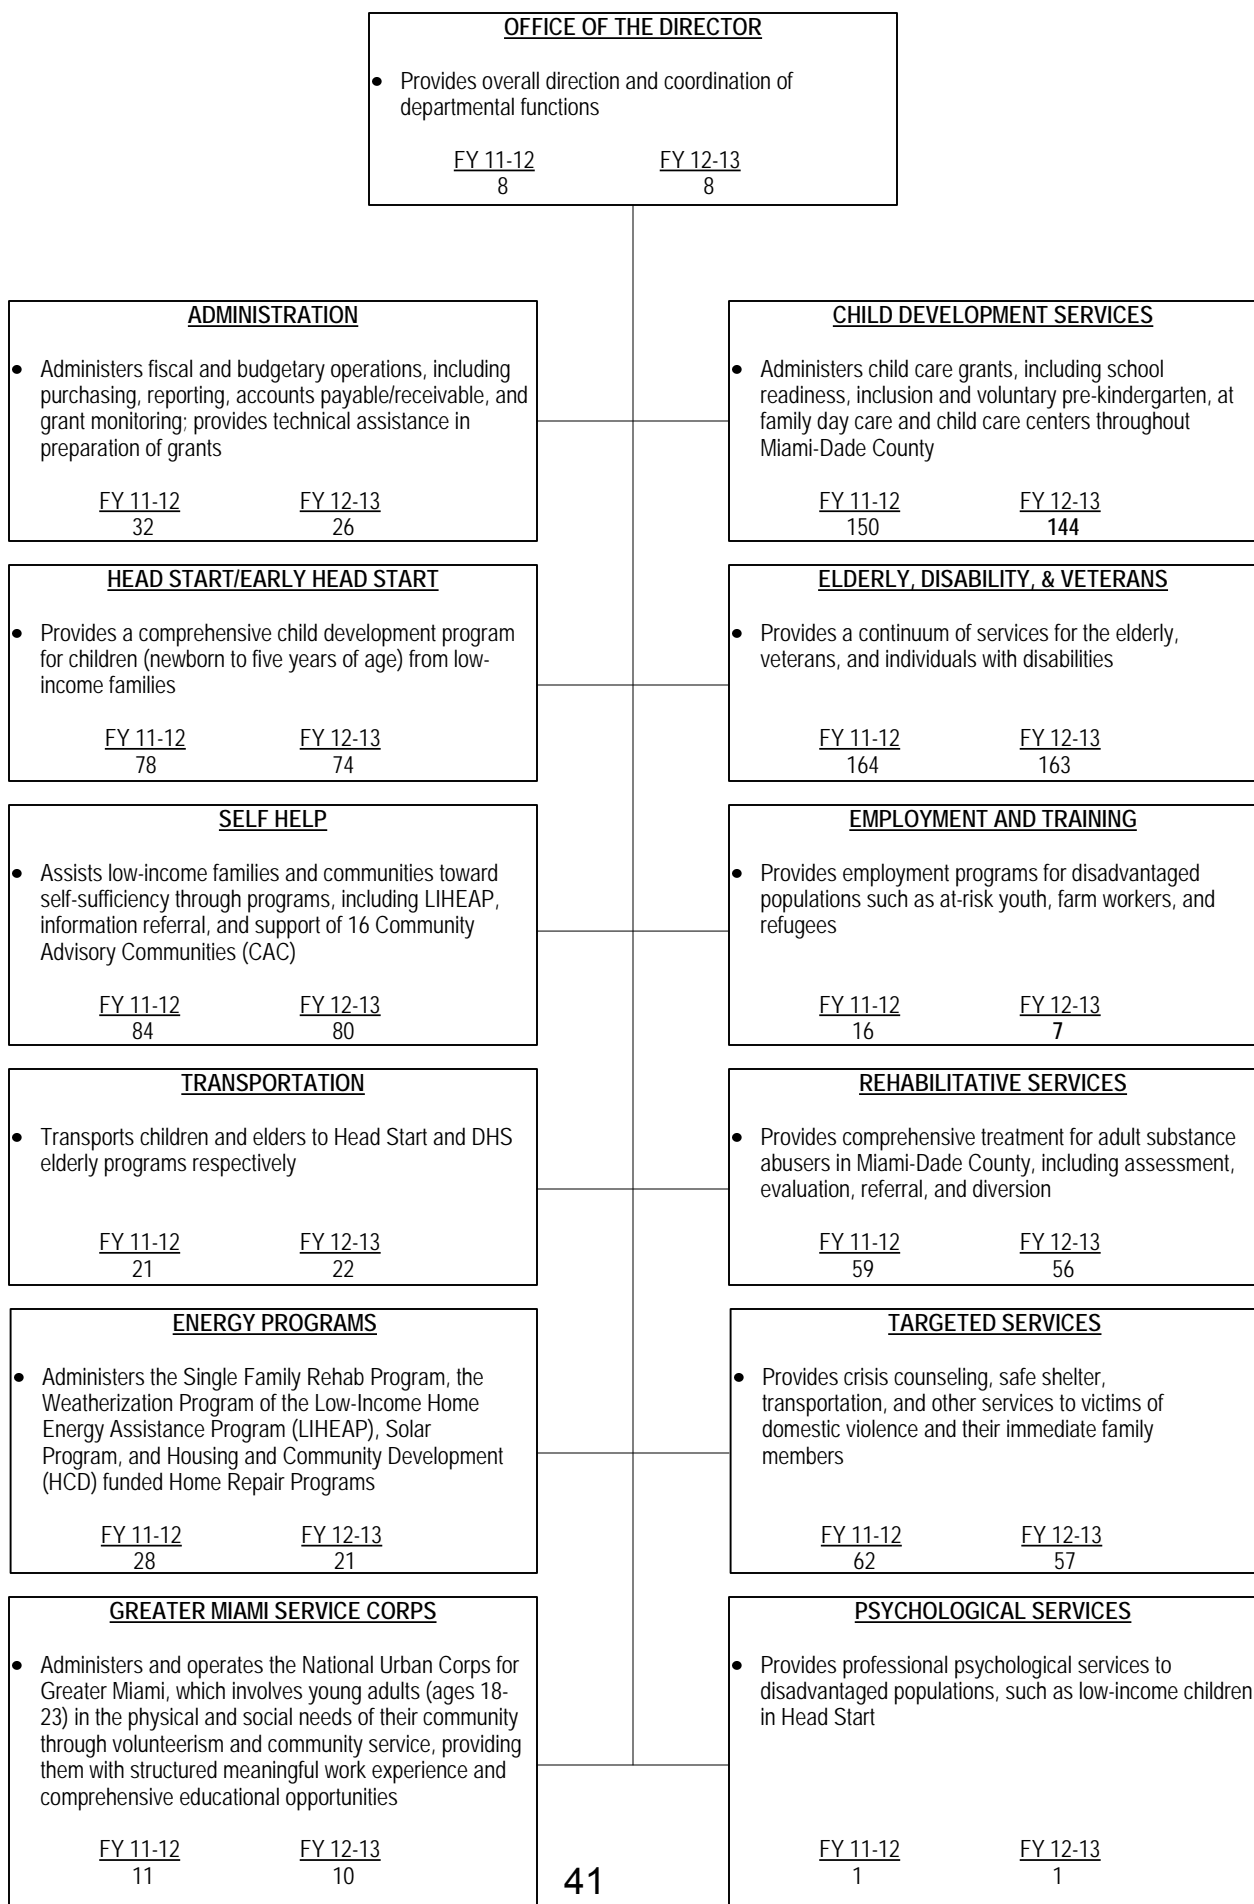 OFFICE OF THE DIRECTOR
• Provides overall direction and coordination of
departmental functions
FY 11-12 FY 12-13
8 8
ADMINISTRATION
• Administers fiscal and budgetary operations, including
purchasing, reporting, accounts payable/receivable, and
grant monitoring; provides technical assistance in
preparation of grants
FY 11-12 FY 12-13
32 26
CHILD DEVELOPMENT SERVICES
• Administers child care grants, including school
readiness, inclusion and voluntary pre-kindergarten, at
family day care and child care centers throughout
Miami-Dade County
FY 11-12 FY 12-13
150 144
HEAD START/EARLY HEAD START
• Provides a comprehensive child development program
for children (newborn to five years of age) from low-
income families
FY 11-12 FY 12-13
78 74
ELDERLY, DISABILITY, & VETERANS
• Provides a continuum of services for the elderly,
veterans, and individuals with disabilities
FY 11-12 FY 12-13
164 163
SELF HELP
• Assists low-income families and communities toward
self-sufficiency through programs, including LIHEAP,
information referral, and support of 16 Community
Advisory Communities (CAC)
FY 11-12 FY 12-13
84 80
EMPLOYMENT AND TRAINING
• Provides employment programs for disadvantaged
populations such as at-risk youth, farm workers, and
refugees
FY 11-12 FY 12-13
16 7
TRANSPORTATION
• Transports children and elders to Head Start and DHS
elderly programs respectively
FY 11-12 FY 12-13
21 22
REHABILITATIVE SERVICES
• Provides comprehensive treatment for adult substance
abusers in Miami-Dade County, including assessment,
evaluation, referral, and diversion
FY 11-12 FY 12-13
59 56
ENERGY PROGRAMS
• Administers the Single Family Rehab Program, the
Weatherization Program of the Low-Income Home
Energy Assistance Program (LIHEAP), Solar
Program, and Housing and Community Development
(HCD) funded Home Repair Programs
FY 11-12 FY 12-13
28 21
TARGETED SERVICES
• Provides crisis counseling, safe shelter,
transportation, and other services to victims of
domestic violence and their immediate family
members
FY 11-12 FY 12-13
62 57
GREATER MIAMI SERVICE CORPS
• Administers and operates the National Urban Corps for
Greater Miami, which involves young adults (ages 18-
23) in the physical and social needs of their community
through volunteerism and community service, providing
them with structured meaningful work experience and
comprehensive educational opportunities
FY 11-12 FY 12-13
11 10
PSYCHOLOGICAL SERVICES
• Provides professional psychological services to
disadvantaged populations, such as low-income children
in Head Start
FY 11-12 FY 12-13
1 1
41